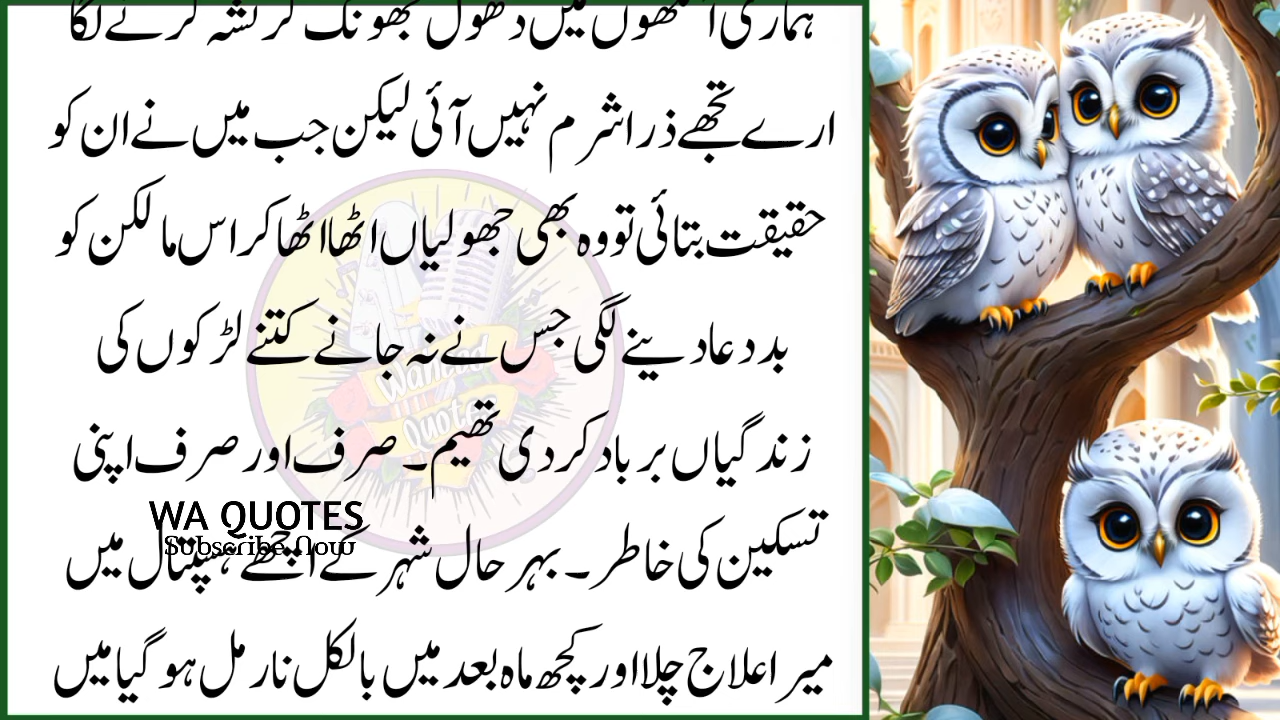 ہماری آنکھوں میں دھول جھونک کر نشہ کرنے لگا
ارے تجھے ذرا شرم نہیں آئی لیکن جب میں نے ان کو
حقیقت بتائی تو وہ بھی جھولیاں اٹھا اٹھا کر اس مالکن کو
بددعا دینے لگی جس نے نہ جانے کتنے لڑکوں کی
زندگیاں برباد کر دی تھیم۔ صرف اور صرف اپنی
تسکین کی خاطر۔ بہر حال شہر کے اچھے ہسپتال میں
میرا علاج چلا اور کچھ ماہ بعد میں بالکل نارمل ہو گیا میں
WA QUOTES
Subscribe Now
Quotes